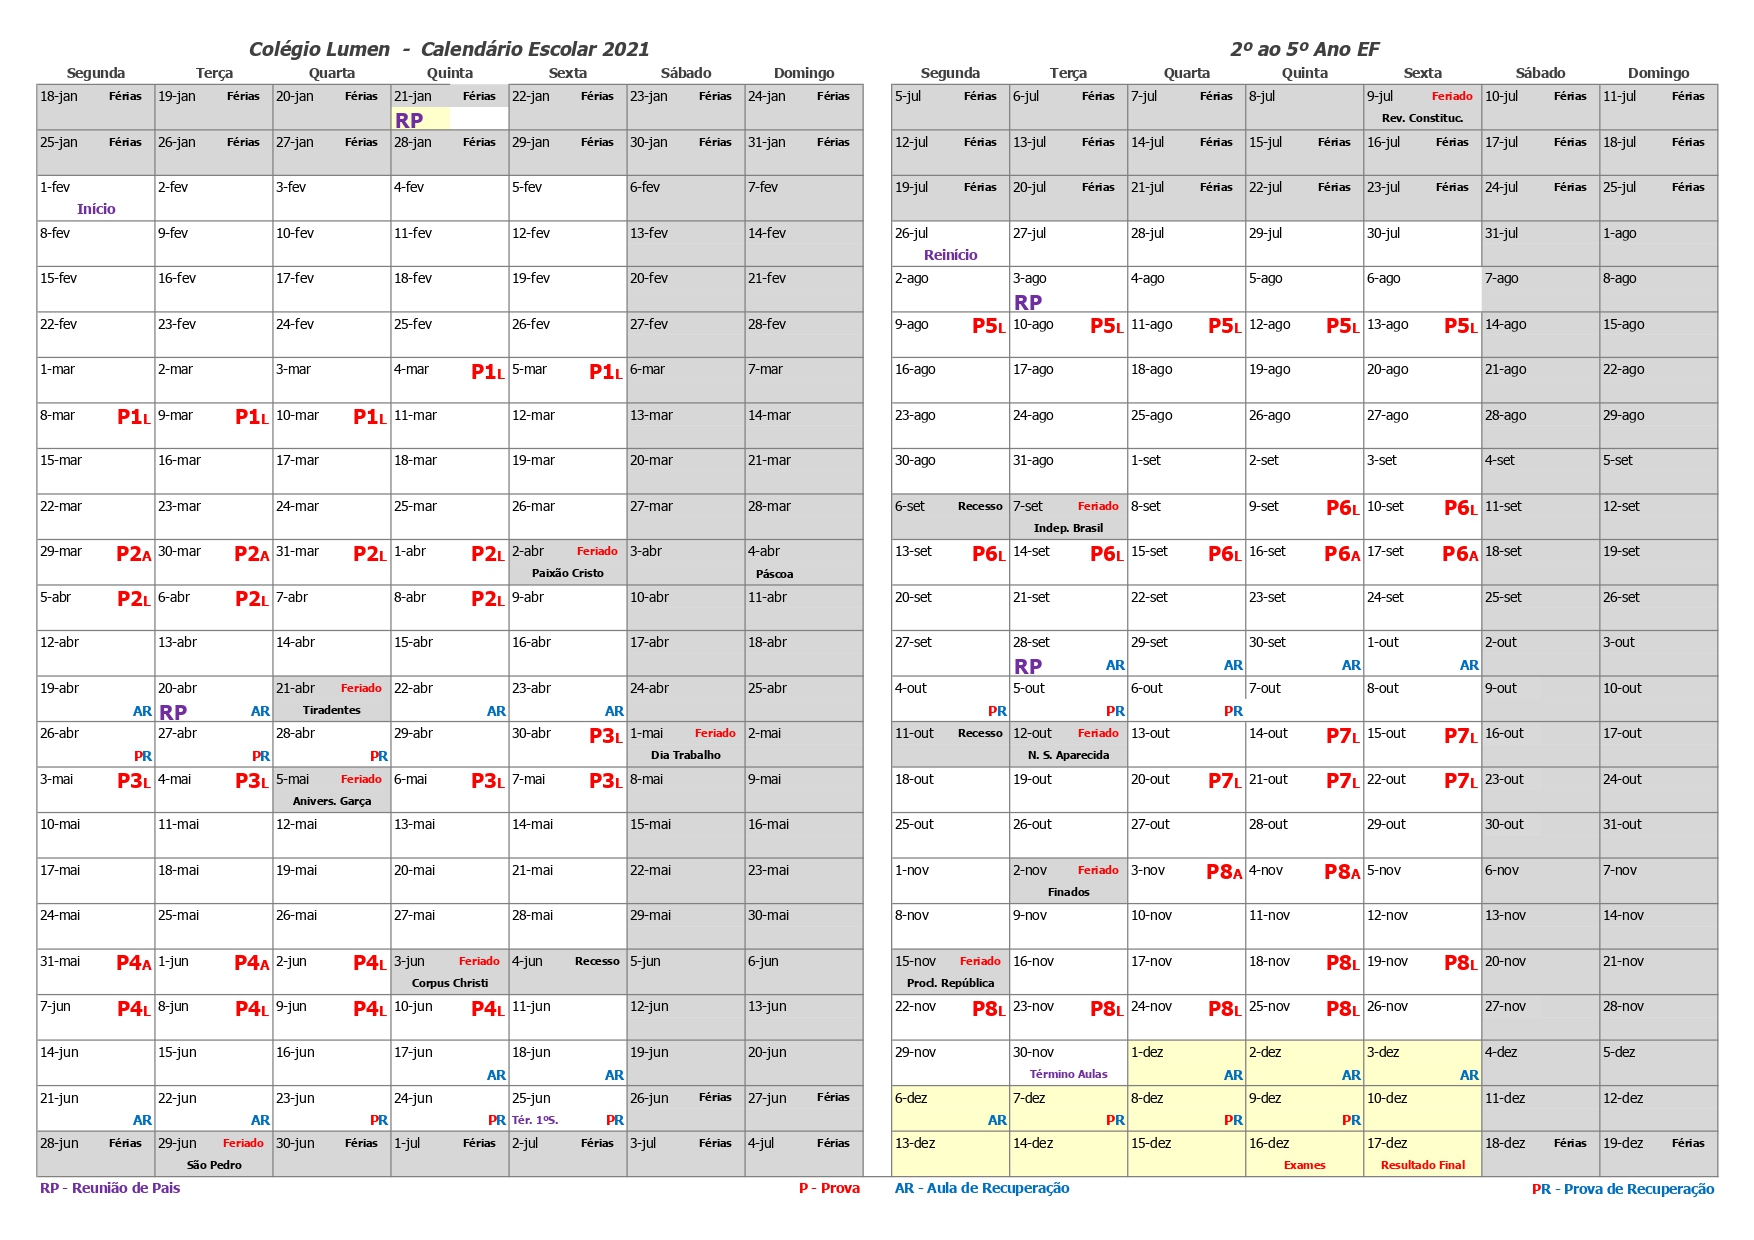 Colégio Lumen - Calendário Escolar 2021
Segunda Terça Quarta Quinta Sexta Sábado Domingo
18-jan Férias 19-jan Férias 20-jan Férias 21-jan Férias 22-jan Férias 23-jan Férias 24-jan Férias
RP
25-jan Férias 26-jan Férias 27-jan Férias 28-jan Férias 29-jan Férias 30-jan Férias 31-jan Férias
1-fev 2-fev 3-fev 4-fev 5-fev 6-fev 7-fev
Início
8-fev 9-fev 10-fev 11-fev 12-fev 13-fev 14-fev
15-fev 16-fev 17-fev 18-fev 19-fev 20-fev 21-fev
22-fev 23-fev 24-fev 25-fev 26-fev 27-fev 28-fev
1-mar 2-mar 3-mar 4-mar P1L 5-mar P1L 6-mar 7-mar
8-mar P1L 9-mar P1L 10-mar P1L 11-mar 12-mar 13-mar 14-mar
15-mar 16-mar 17-mar 18-mar 19-mar 20-mar 21-mar
22-mar 23-mar 24-mar 25-mar 26-mar 27-mar 28-mar
29-mar P2A 30-mar P2A 31-mar P2L 1-abr P2L 2-abr Feriado 3-abr 4-abr
Paixão Cristo Páscoa
5-abr P2L 6-abr P2L 7-abr 8-abr P2L 9-abr 10-abr 11-abr
12-abr 13-abr 14-abr 15-abr 16-abr 17-abr 18-abr
19-abr 20-abr 21-abr Feriado 22-abr 23-abr 24-abr 25-abr
AR RP AR Tiradentes AR AR
26-abr 27-abr 28-abr 29-abr 30-abr P3L 1-mai Feriado 2-mai
PR PR PR Dia Trabalho
3-mai P3L 4-mai P3L 5-mai Feriado 6-mai P3L 7-mai P3L 8-mai 9-mai
Anivers. Garça
10-mai 11-mai 12-mai 13-mai 14-mai 15-mai 16-mai
17-mai 18-mai 19-mai 20-mai 21-mai 22-mai 23-mai
24-mai 25-mai 26-mai 27-mai 28-mai 29-mai 30-mai
31-mai P4A 1-jun P4A 2-jun P4L 3-jun Feriado 4-jun Recesso 5-jun 6-jun
Corpus Christi
7-jun P4L 8-jun P4L 9-jun P4L 10-jun P4L 11-jun 12-jun 13-jun
14-jun 15-jun 16-jun 17-jun 18-jun 19-jun 20-jun
AR AR
21-jun 22-jun 23-jun 24-jun 25-jun 26-jun Férias 27-jun Férias
AR AR PR PR Tér. 1ºS. PR
28-jun Férias 29-jun Feriado 30-jun Férias 1-jul Férias 2-jul Férias 3-jul Férias 4-jul Férias
São Pedro
RP - Reunião de Pais P - Prova
2º ao 5º Ano EF
Segunda Terça Quarta Quinta Sexta Sábado Domingo
5-jul Férias 6-jul Férias 7-jul Férias 8-jul 9-jul Feriado 10-jul Férias 11-jul Férias
Rev. Constituc.
12-jul Férias 13-jul Férias 14-jul Férias 15-jul Férias 16-jul Férias 17-jul Férias 18-jul Férias
19-jul Férias 20-jul Férias 21-jul Férias 22-jul Férias 23-jul Férias 24-jul Férias 25-jul Férias
26-jul 27-jul 28-jul 29-jul 30-jul 31-jul 1-ago
Reinício
2-ago 3-ago 4-ago 5-ago 6-ago 7-ago 8-ago
RP
9-ago P5L 10-ago P5L 11-ago P5L 12-ago P5L 13-ago P5L 14-ago 15-ago
16-ago 17-ago 18-ago 19-ago 20-ago 21-ago 22-ago
23-ago 24-ago 25-ago 26-ago 27-ago 28-ago 29-ago
30-ago 31-ago 1-set 2-set 3-set 4-set 5-set
6-set Recesso 7-set Feriado 8-set 9-set P6L 10-set P6L 11-set 12-set
Indep. Brasil
13-set P6L 14-set P6L 15-set P6L 16-set P6A 17-set P6A 18-set 19-set
20-set 21-set 22-set 23-set 24-set 25-set 26-set
27-set 28-set 29-set 30-set 1-out 2-out 3-out
RP AR AR AR AR
4-out 5-out 6-out 7-out 8-out 9-out 10-out
PR PR PR
11-out Recesso 12-out Feriado 13-out 14-out P7L 15-out P7L 16-out 17-out
N. S. Aparecida
18-out 19-out 20-out P7L 21-out P7L 22-out P7L 23-out 24-out
25-out 26-out 27-out 28-out 29-out 30-out 31-out
1-nov 2-nov Feriado 3-nov P8A 4-nov P8A 5-nov 6-nov 7-nov
Finados
8-nov 9-nov 10-nov 11-nov 12-nov 13-nov 14-nov
15-nov Feriado 16-nov 17-nov 18-nov P8L 19-nov P8L 20-nov 21-nov
Procl. República
22-nov P8L 23-nov P8L 24-nov P8L 25-nov P8L 26-nov 27-nov 28-nov
29-nov 30-nov 1-dez 2-dez 3-dez 4-dez 5-dez
Término Aulas AR AR AR
6-dez 7-dez 8-dez 9-dez 10-dez 11-dez 12-dez
AR PR PR PR
13-dez 14-dez 15-dez 16-dez 17-dez 18-dez Férias 19-dez Férias
Exames Resultado Final
AR - Aula de Recuperação PR - Prova de Recuperação